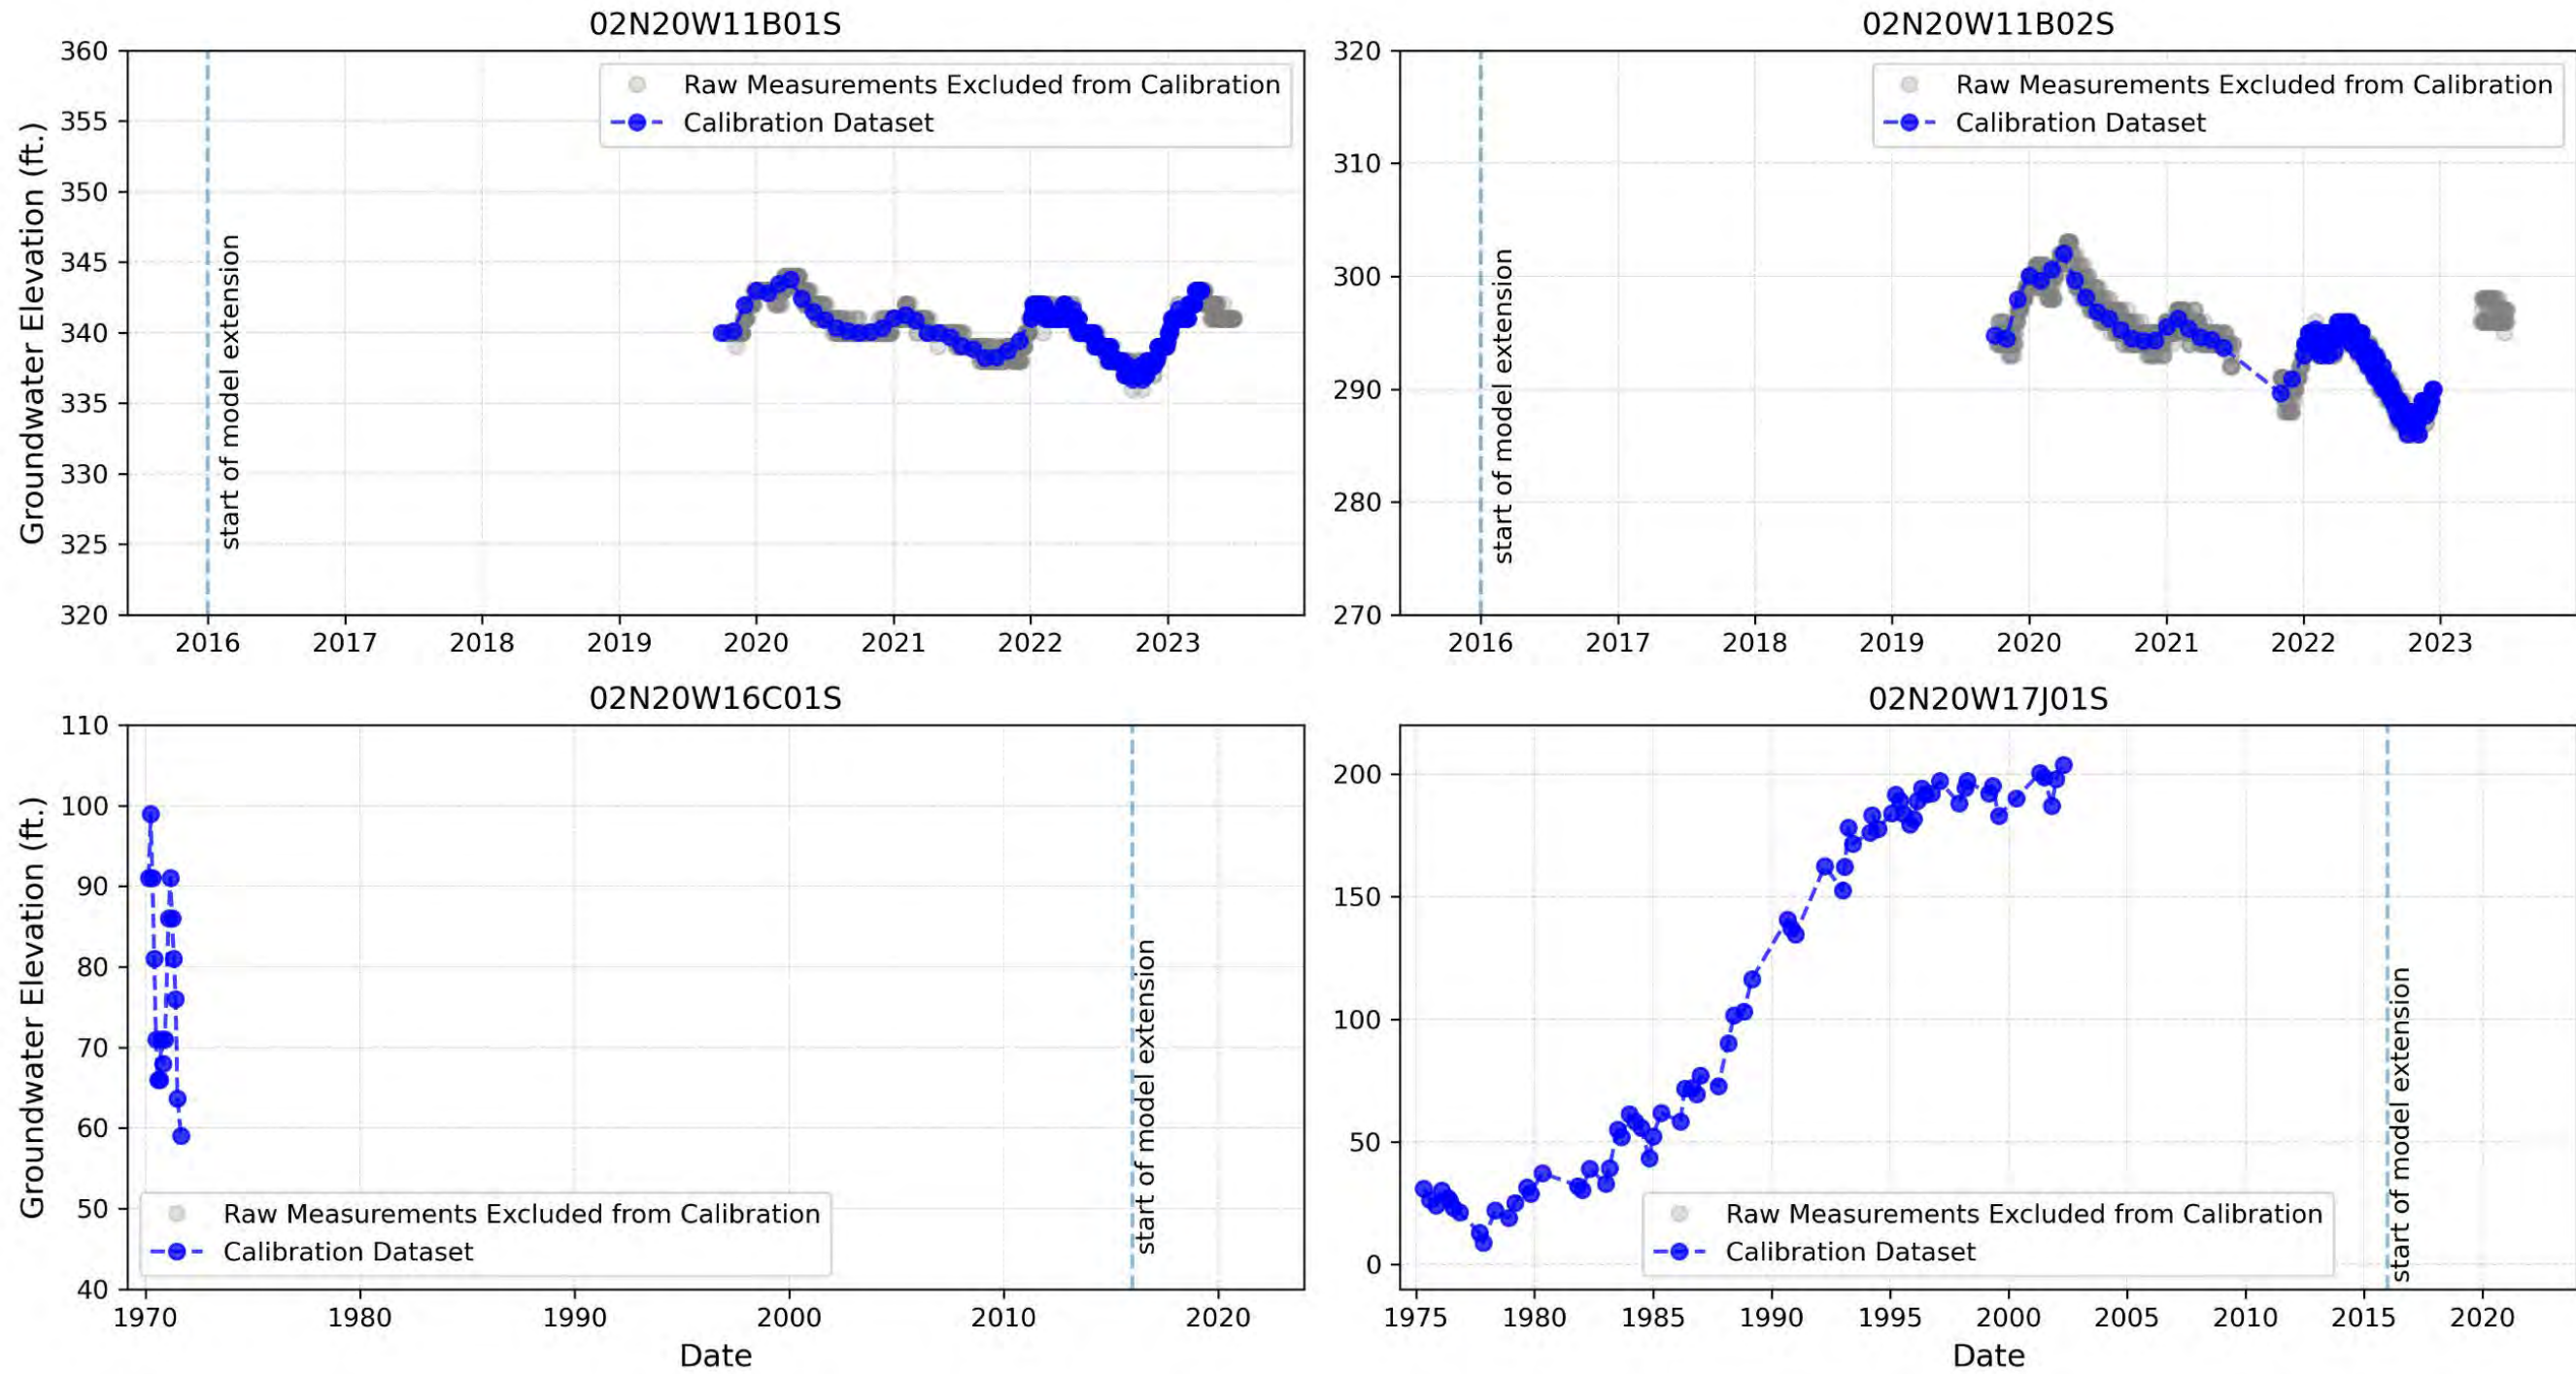 02N20W11B01S
Groundwater Elevation (ft.)
360
355
350
345
340
335
330
325
320
Raw Measurements Excluded from Calibration
Calibration Dataset
start of model extension
2016 2017 2018 2019 2020 2021 2022 2023
02N20W11B02S
320
310
300
290
280
270
Raw Measurements Excluded from Calibration
Calibration Dataset
start of model extension
2016 2017 2018 2019 2020 2021 2022 2023
02N20W16C01S
Groundwater Elevation (ft.)
110
100
90
80
70
60
50
40
start of model extension
Raw Measurements Excluded from Calibration
Calibration Dataset
1970 1980 1990 2000 2010 2020
Date
02N20W17J01S
200
150
100
50
0
start of model extension
Raw Measurements Excluded from Calibration
Calibration Dataset
1975 1980 1985 1990 1995 2000 2005 2010 2015 2020
Date